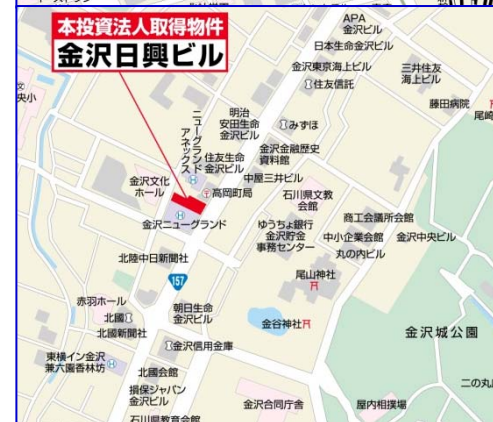 本投資法人取得物件
金沢日興ビル
APA
金沢ビル
日本生命金沢ビル
金沢東京海上ビル
住友信託
三井住友
海上ビル
藤田病院
尾崎
央小
ニューグランド
アネックス
明治
安田生命
金沢ビル
みずほ
住友生命
金沢ビル
金沢金融歴史
資料館
中屋三井ビル
高岡町局
金沢文化
ホール
石川県文教
会館
金沢ニューグランド
ゆうちょ銀行
金沢貯金
事務センター
商工会議所会館
中小企業会館
金沢中央ビル
丸の内ビル
北陸中日新聞社
157
尾山神社
赤羽ホール
北國
北國新聞社
朝日生命
金沢ビル
金谷神社
金沢城公園
金沢信用金庫
東横イン金沢
兼六園香林坊
北國会館
損保ジャパン
金沢ビル
石川県教育会館
金沢合同庁舎
屋内相撲場
二の丸